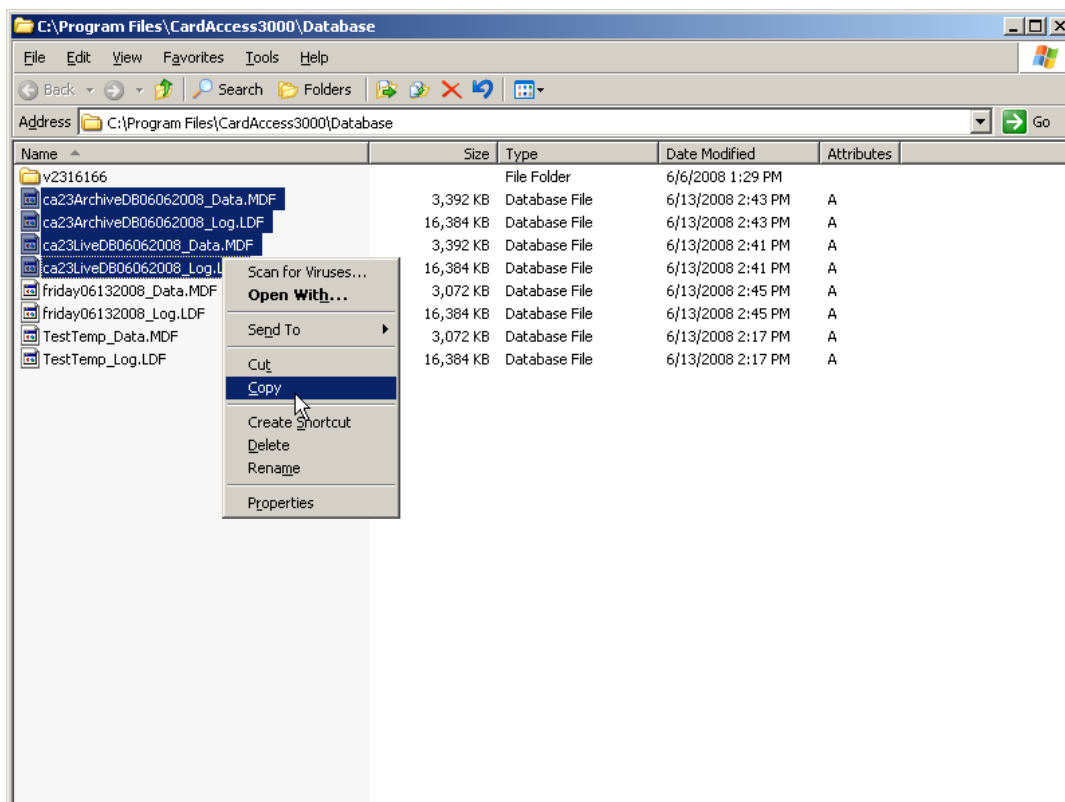 C:\Program Files\CardAccess3000\Database
File Edit View Favorites Tools Help
Back Search Folders
Address C:\Program Files\CardAccess3000\Database Go
Name Size Type Date Modified Attributes
v2316166 File Folder 6/6/2008 1:29 PM
ca23ArchiveDB06062008_Data.MDF 3,392 KB Database File 6/13/2008 2:43 PM A
ca23ArchiveDB06062008_Log.LDF 16,384 KB Database File 6/13/2008 2:43 PM A
ca23LiveDB06062008_Data.MDF 3,392 KB Database File 6/13/2008 2:41 PM A
ca23LiveDB06062008_Log.L 16,384 KB Database File 6/13/2008 2:41 PM A
friday06132008_Data.MDF 3,072 KB Database File 6/13/2008 2:45 PM A
friday06132008_Log.LDF 16,384 KB Database File 6/13/2008 2:45 PM A
TestTemp_Data.MDF 3,072 KB Database File 6/13/2008 2:17 PM A
TestTemp_Log.LDF 16,384 KB Database File 6/13/2008 2:17 PM A
Scan for Viruses...
Open With...
Send To
Cut
Copy
Create Shortcut
Delete
Rename
Properties